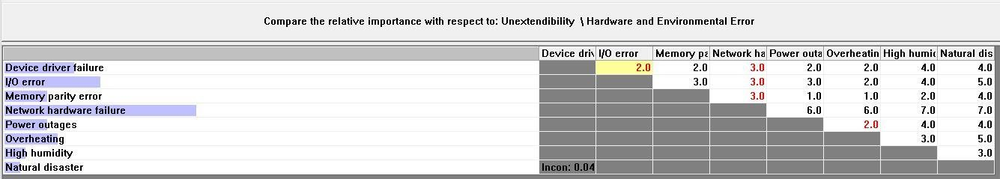 Compare the relative importance with respect to: Unextendibility \ Hardware and Environmental Error
Device driv I/O error Memory pa Network ha Power outa Overheatin High humic Natural dis
Device driver failure 2.0 2.0 3.0 2.0 2.0 4.0 4.0
I/O error 3.0 3.0 3.0 2.0 4.0 5.0
Memory parity error 3.0 1.0 1.0 2.0 4.0
Network hardware failure 6.0 6.0 7.0 7.0
Power outages 2.0 4.0 4.0
Overheating 3.0 5.0
High humidity 3.0
Natural disaster Incon: 0.04